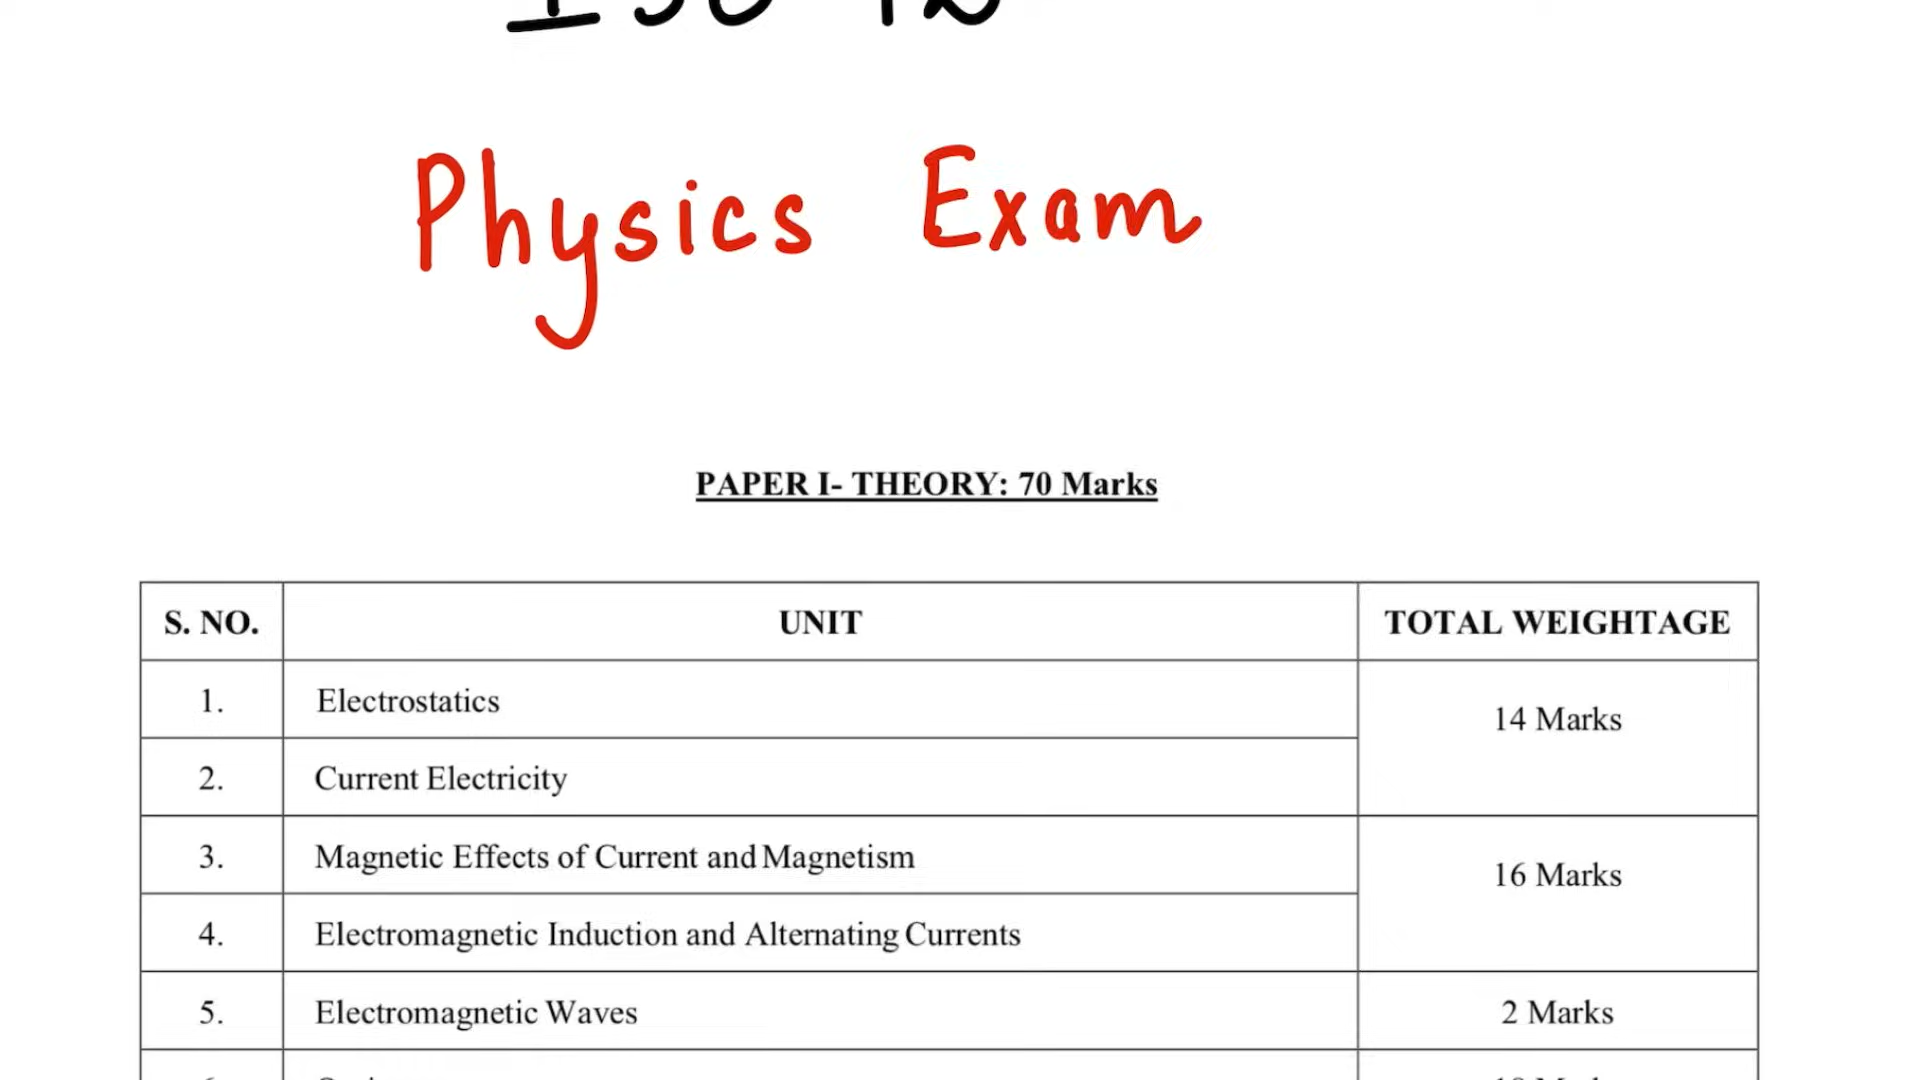 Physics Exam
PAPER I- THEORY: 70 Marks
S. NO. UNIT TOTAL WEIGHTAGE
1. Electrostatics 14 Marks
2. Current Electricity
3. Magnetic Effects of Current and Magnetism 16 Marks
4. Electromagnetic Induction and Alternating Currents
5. Electromagnetic Waves 2 Marks